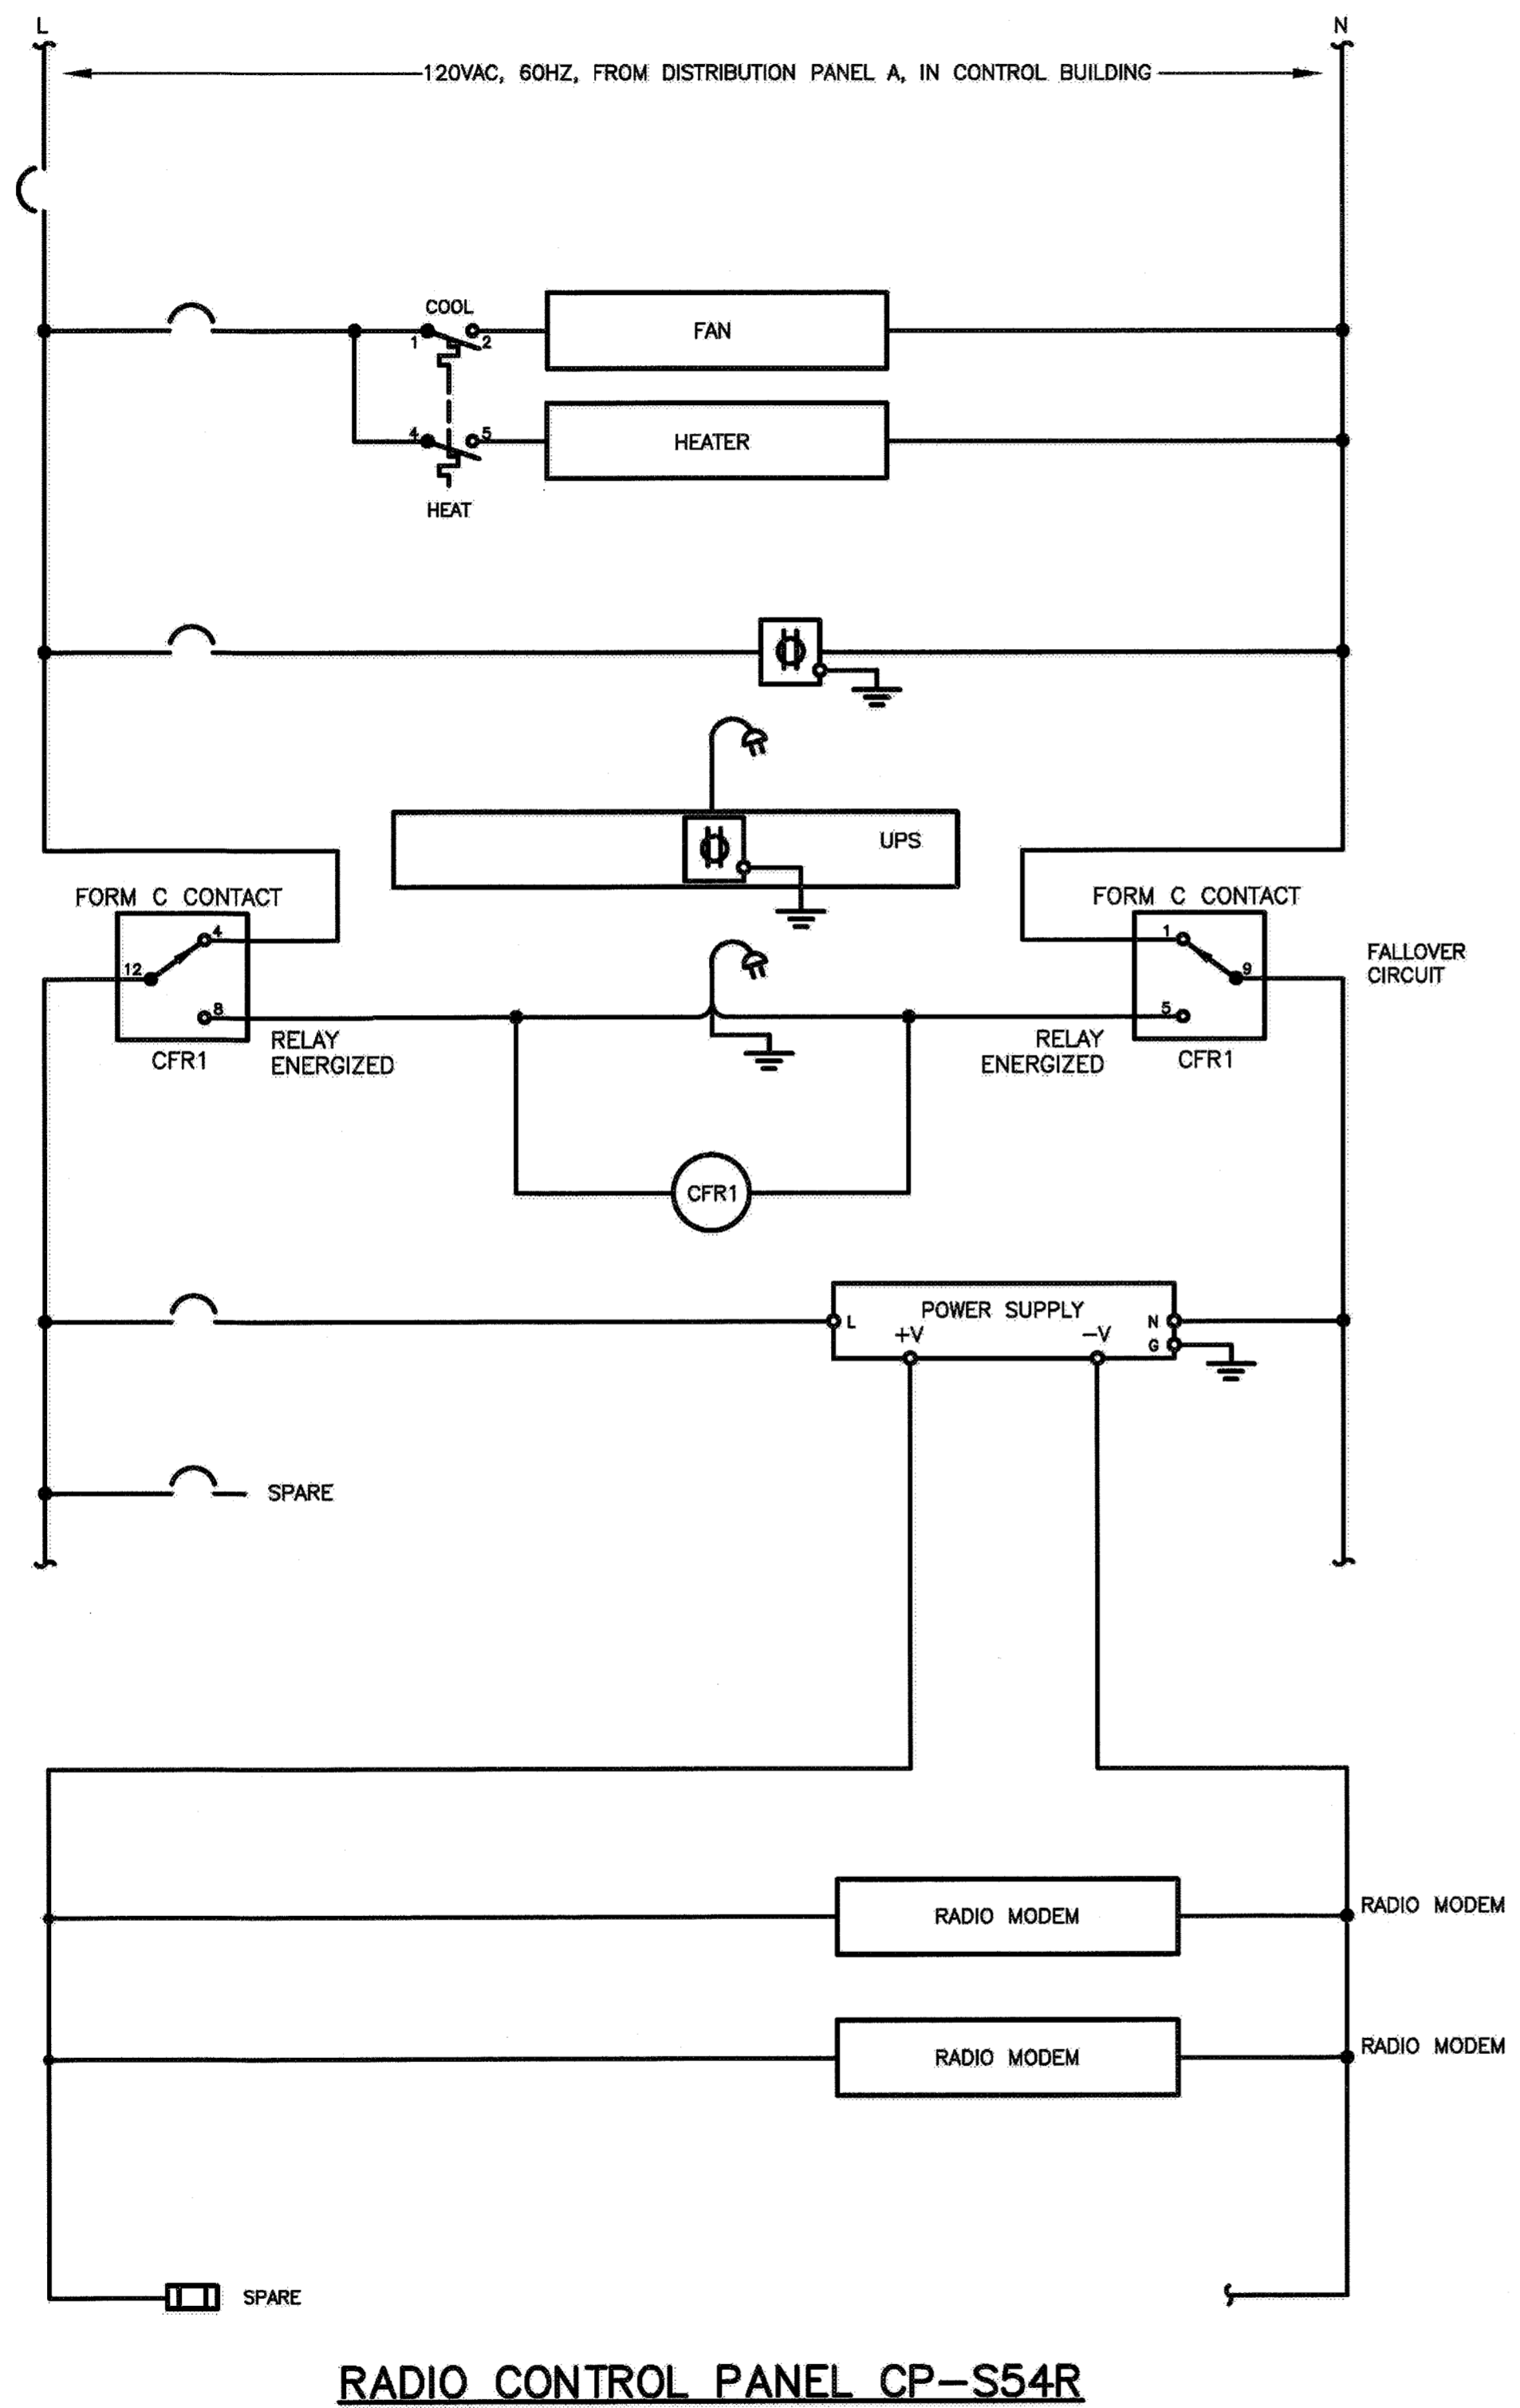 L
N
120VAC, 60HZ, FROM DISTRIBUTION PANEL A, IN CONTROL BUILDING
COOL
1
2
FAN
4
5
HEATER
HEAT
UPS
FORM C CONTACT
4
12
8
CFR1
RELAY
ENERGIZED
FORM C CONTACT
1
9
5
CFR1
RELAY
ENERGIZED
FALLOVER
CIRCUIT
CFR1
POWER SUPPLY
L
+V
-V
N
G
SPARE
RADIO MODEM
RADIO MODEM
RADIO MODEM
RADIO MODEM
SPARE
RADIO CONTROL PANEL CP-S54R